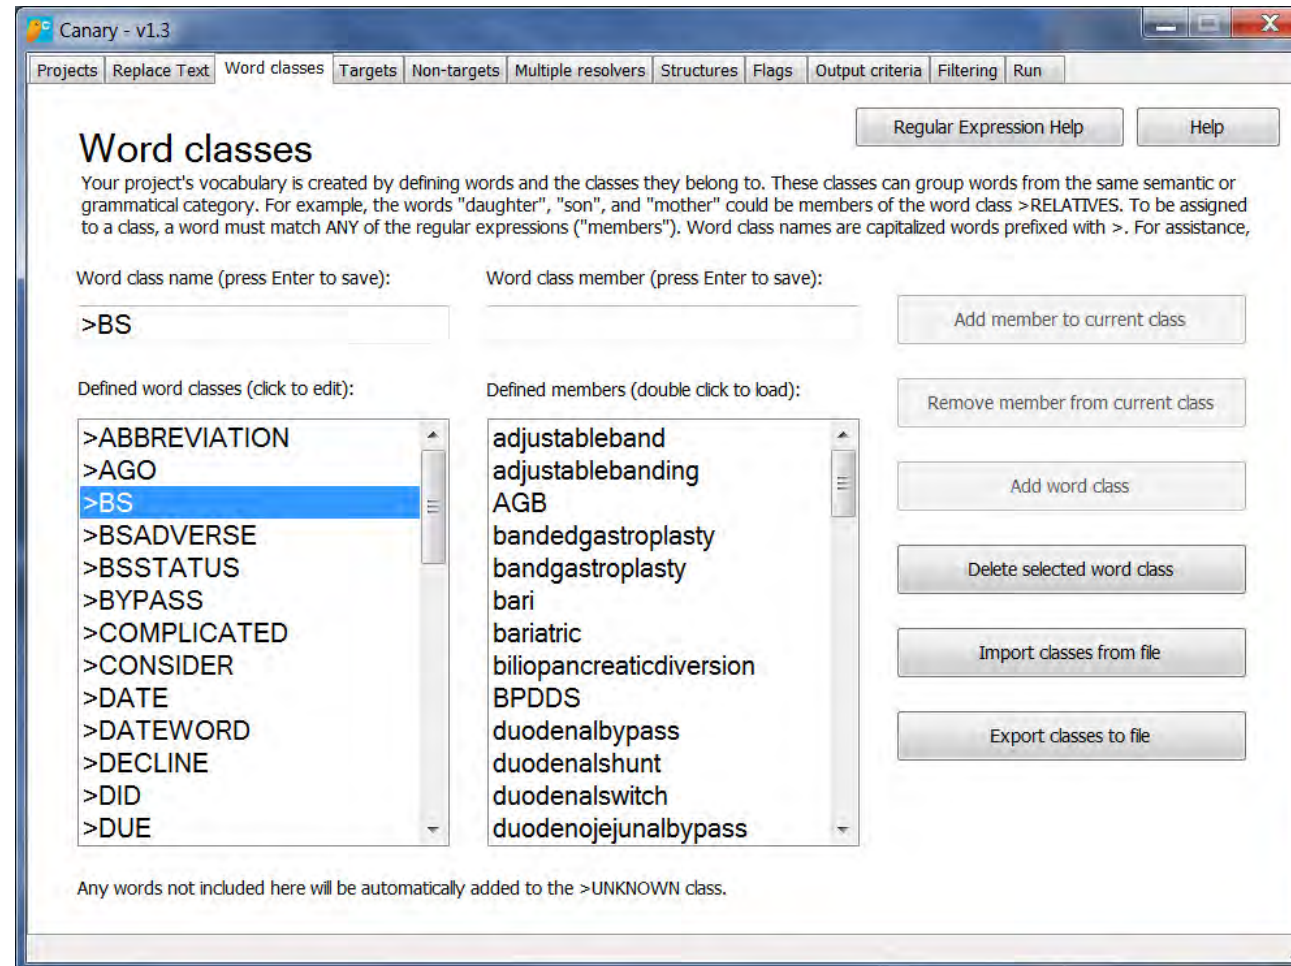 Canary - v1.3
Projects Replace Text Word classes Targets Non-targets Multiple resolvers Structures Flags Output criteria Filtering Run
Regular Expression Help Help
Word classes
Your project's vocabulary is created by defining words and the classes they belong to. These classes can group words from the same semantic or
grammatical category. For example, the words "daughter", "son", and "mother" could be members of the word class >RELATIVES. To be assigned
to a class, a word must match ANY of the regular expressions ("members"). Word class names are capitalized words prefixed with >. For assistance,
Word class name (press Enter to save): Word class member (press Enter to save):
>BS
Add member to current class
Defined word classes (click to edit): Defined members (double click to load):
Remove member from current class
>ABBREVIATION adjustableband
>AGO adjustablebanding
Add word class
>BS AGB
>BSADVERSE bandedgastroplasty
>BSSTATUS bandgastroplasty
Delete selected word class
>BYPASS bari
>COMPLICATED bariatric
>CONSIDER biliopancreaticdiversion
Import classes from file
>DATE BPDDS
>DATEWORD duodenalbypass
Export classes to file
>DECLINE duodenalshunt
>DID duodenalswitch
>DUE duodenojejunalbypass
Any words not included here will be automatically added to the >UNKNOWN class.